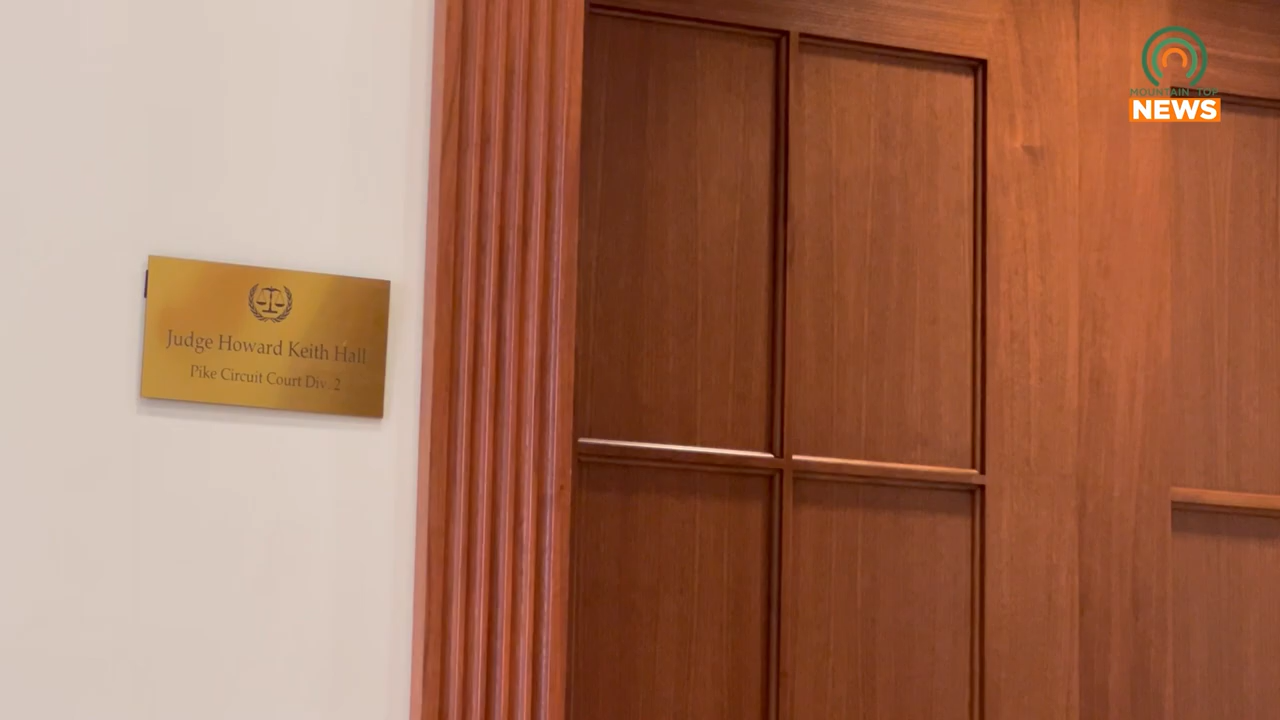 MOUNTAIN TOP
NEWS
Judge Howard Keith Hall
Pike Circuit Court Div. 2